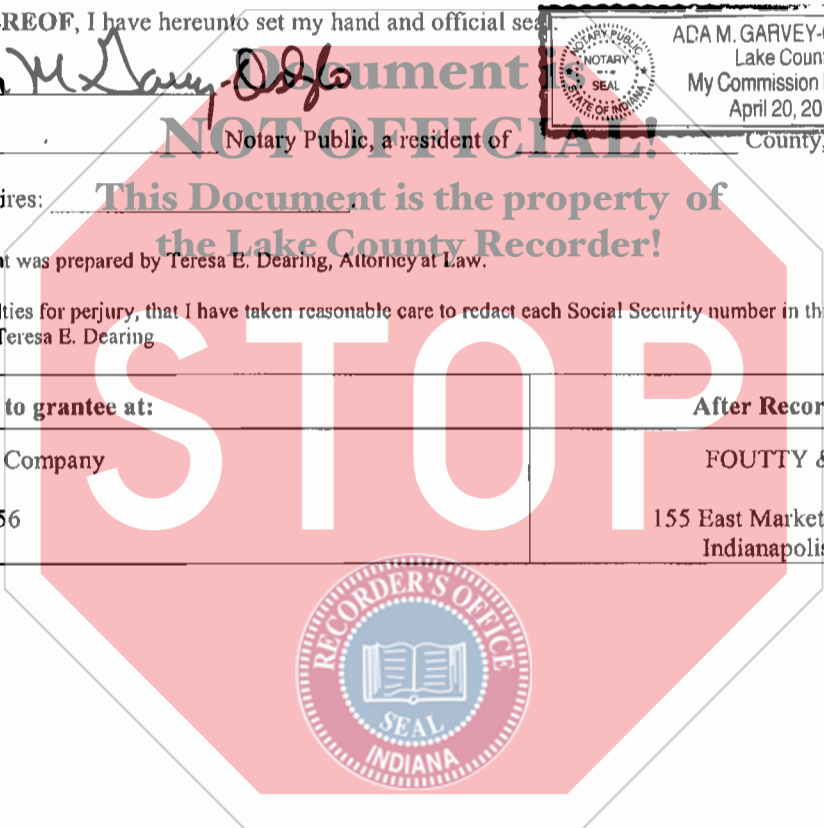 REOF, I have hereunto set my hand and official seal.
NOTARY PUBLIC
NOTARY
SEAL
STATE OF INDIANA
ADA M. GARVEY-
Lake Coun
My Commission
April 20, 20
Document is
NOT OFFICIAL!
Notary Public, a resident of County,
ires:
This Document is the property of
the Lake County Recorder!
t was prepared by Teresa E. Dearing, Attorney at Law.
ties for perjury, that I have taken reasonable care to redact each Social Security number in thi
Teresa E. Dearing
STOP
to grantee at: After Recor
Company FOUTTY &
56 155 East Market
Indianapolis
RECORDER'S OFFICE
SEAL
INDIANA